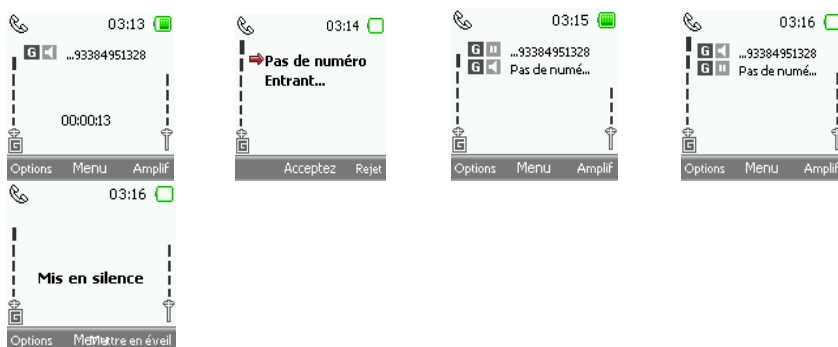 03:13
G ...93384951328
00:00:13
G
Options Menu Amplif
03:14
Pas de numéro
Entrant...
G
Acceptez Rejet
03:15
G ...93384951328
G Pas de numé...
G
Options Menu Amplif
03:16
G ...93384951328
G Pas de numé...
G
Options Menu Amplif
03:16
Mis en silence
G
Options Menu Mettre en éveil